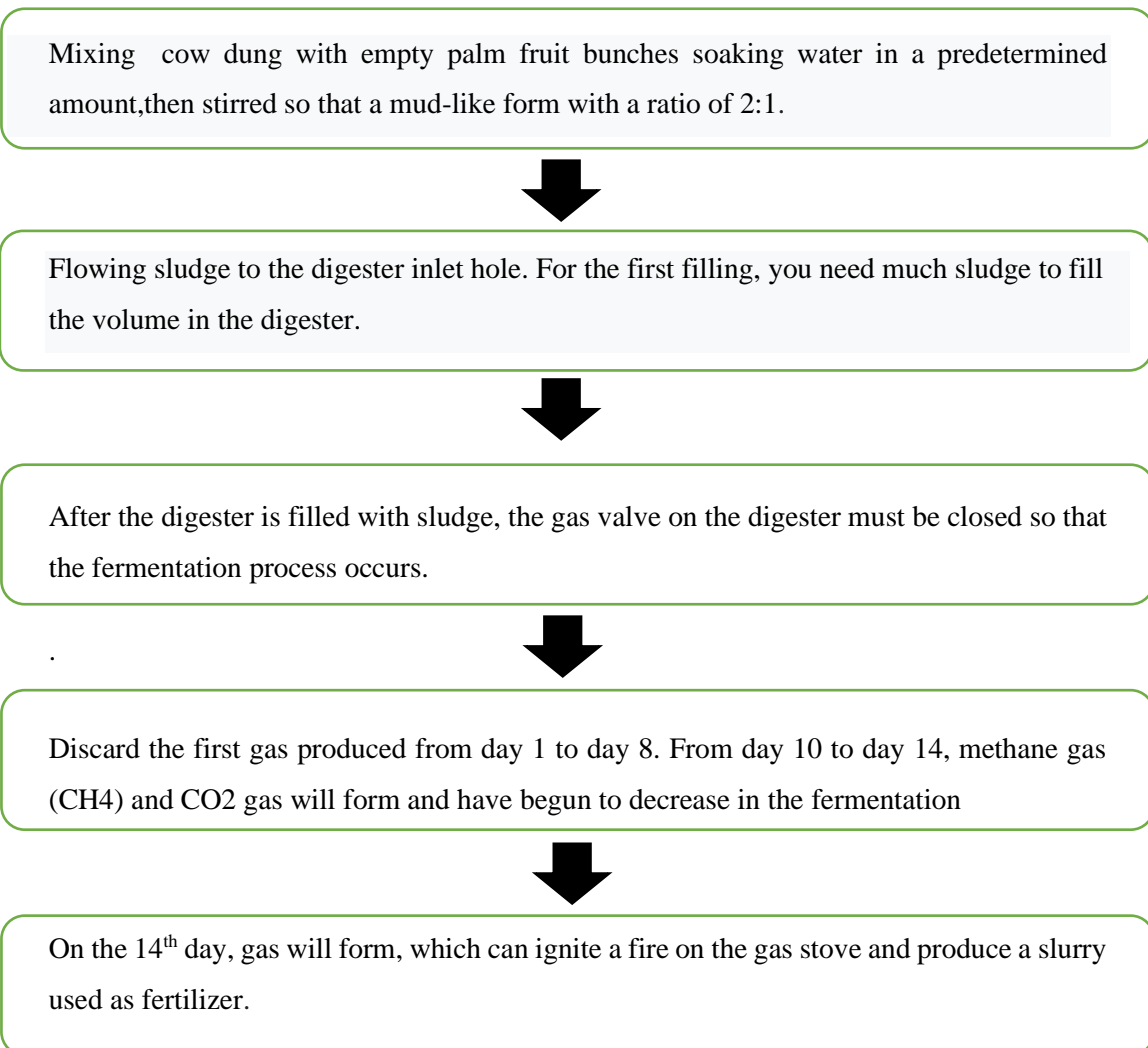 Mixing cow dung with empty palm fruit bunches soaking water in a predetermined
amount,then stirred so that a mud-like form with a ratio of 2:1.
Flowing sludge to the digester inlet hole. For the first filling, you need much sludge to fill
the volume in the digester.
After the digester is filled with sludge, the gas valve on the digester must be closed so that
the fermentation process occurs.
.
Discard the first gas produced from day 1 to day 8. From day 10 to day 14, methane gas
(CH4) and CO2 gas will form and have begun to decrease in the fermentation
On the 14th day, gas will form, which can ignite a fire on the gas stove and produce a slurry
used as fertilizer.